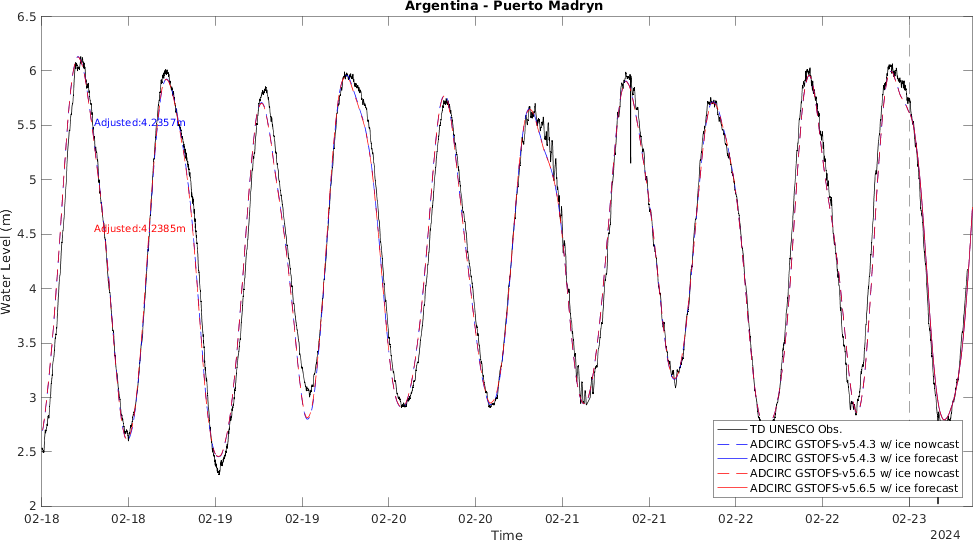 Argentina - Puerto Madryn
6.5
6
5.5
5
4.5
4
3.5
3
2.5
2
Water Level (m)
Adjusted:4.2357m
Adjusted:4.2385m
TD UNESCO Obs.
ADCIRC GSTOFS-v5.4.3 w/ ice nowcast
ADCIRC GSTOFS-v5.4.3 w/ ice forecast
ADCIRC GSTOFS-v5.6.5 w/ ice nowcast
ADCIRC GSTOFS-v5.6.5 w/ ice forecast
02-18 02-18 02-19 02-19 02-20 02-20 02-21 02-21 02-22 02-22 02-23
Time
2024